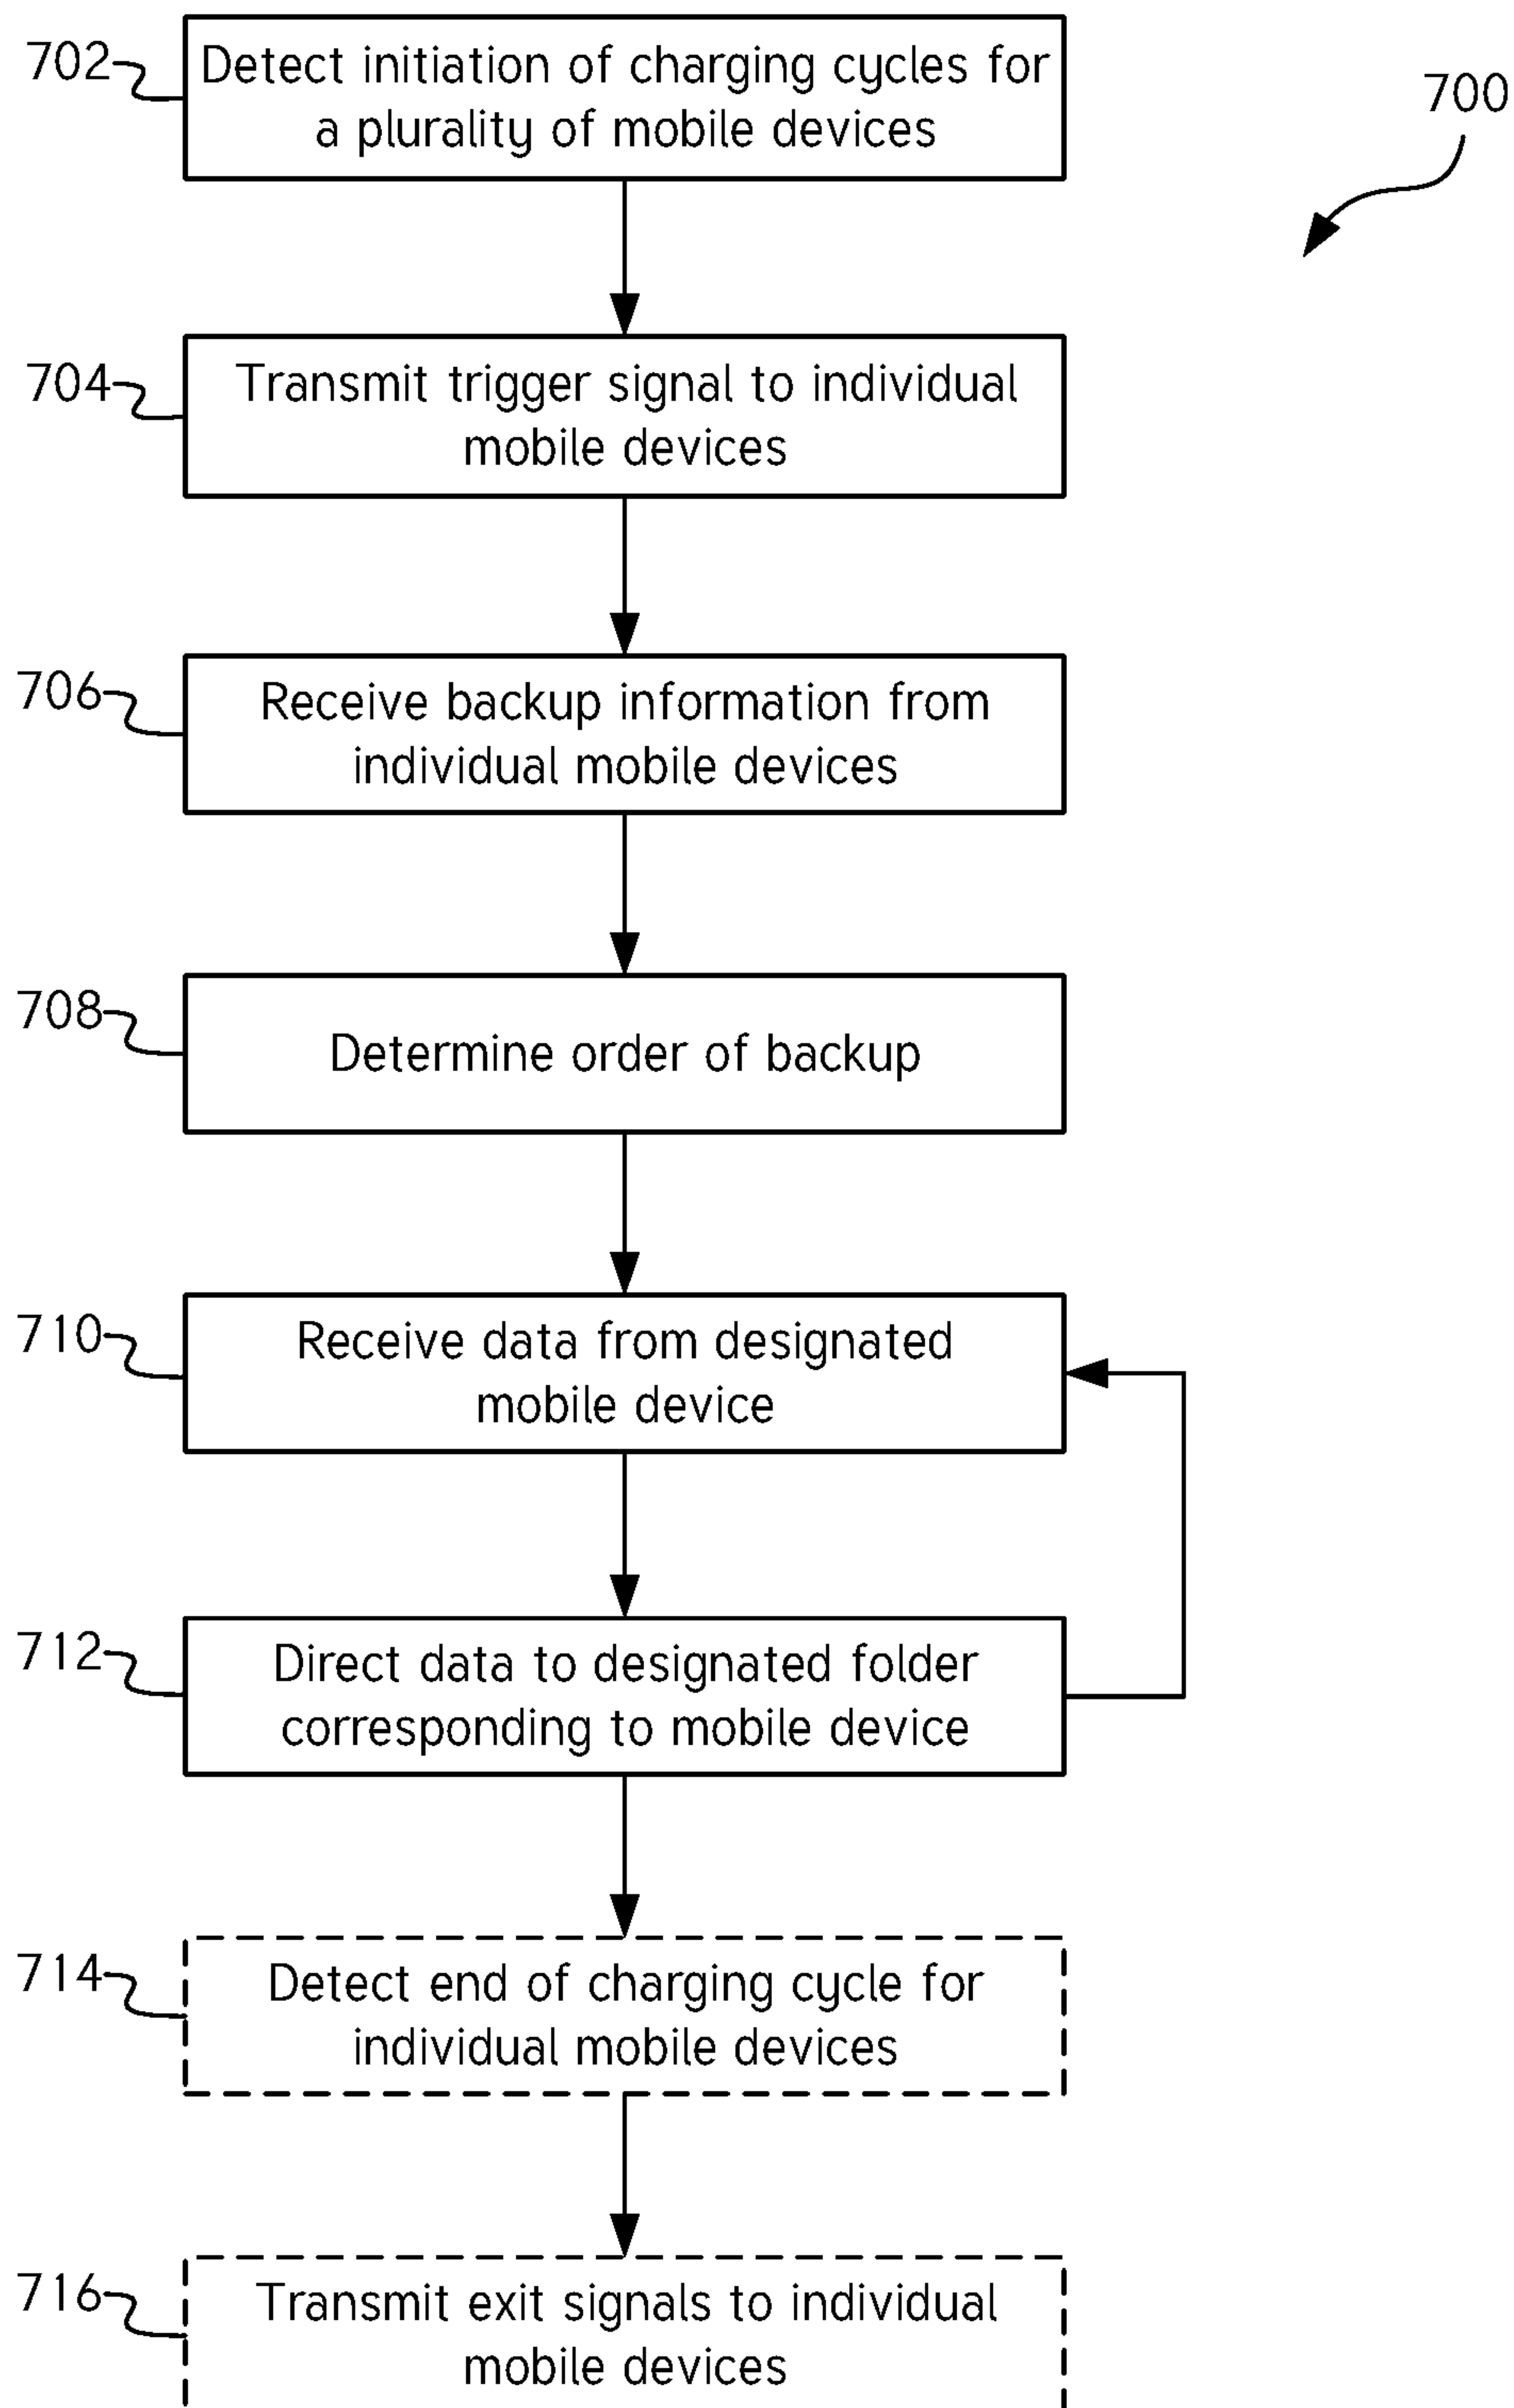 702
Detect initiation of charging cycles for
a plurality of mobile devices
700
704
Transmit trigger signal to individual
mobile devices
706
Receive backup information from
individual mobile devices
708
Determine order of backup
710
Receive data from designated
mobile device
712
Direct data to designated folder
corresponding to mobile device
714
Detect end of charging cycle for
individual mobile devices
716
Transmit exit signals to individual
mobile devices